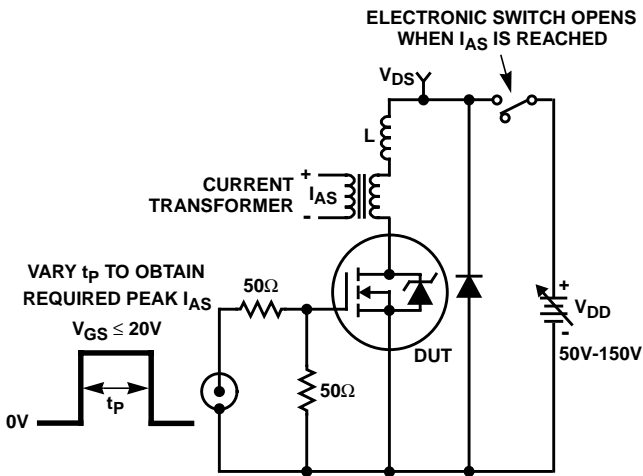 ELECTRONIC SWITCH OPENS
WHEN IAS IS REACHED
VDS
L
+
CURRENT
TRANSFORMER
IAS
-
VARY tP TO OBTAIN
REQUIRED PEAK IAS
50Ω
VGS ≤ 20V
0V
tP
50Ω
DUT
+
VDD
-
50V-150V